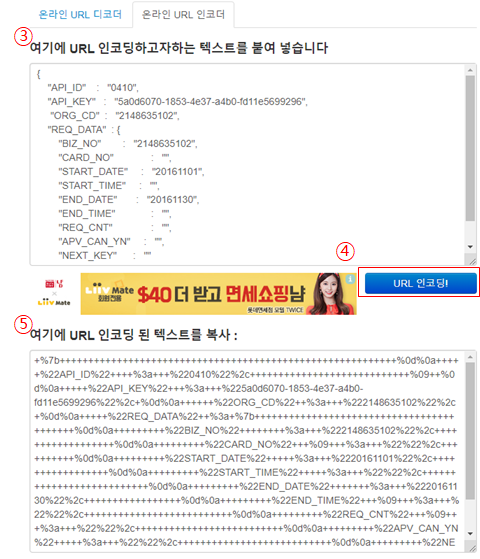 온라인 URL 디코더 온라인 URL 인코더
③
여기에 URL 인코딩하고자하는 텍스트를 붙여 넣습니다
{
"API_ID" : "0410",
"API_KEY" : "5a0d6070-1853-4e37-a4b0-fd11e5699296",
"ORG_CD : "2148635102",
"REQ_DATA" : {
"BIZ_NO" : "2148635102",
"CARD_NO" : "",
"START_DATE" : "20161101",
"START_TIME" : "",
"END_DATE" : "20161130",
"END_TIME" : "",
"REQ_CNT" : "",
"APV_CAN_YN" : "",
"NEXT_KEY" : ""
④
Liiv Mate
Liiv Mate 회원전용 $40 더 받고 면세쇼핑냠
롯데면세점 모델 TWICE
URL 인코딩!
⑤
여기에 URL 인코딩 된 텍스트를 복사 :
+%7b++++++++++++++++++++++++++++++++++++++++++++++++++++++++++%0d%0a++++
+%22API_ID%22++++%3a+++%220410%22%2c++++++++++++++++++++++++++%09++%0
d%0a+++++%22API_KEY%22+++%3a+++%225a0d6070-1853-4e37-a4b0-
fd11e5699296%22%2c+%0d%0a++++++%22ORG_CD%22++%3a+++%222148635102%22%2c
+%0d%0a+++++%22REQ_DATA%22++%3a+%7b++++++++++++++++++++++++++++++++++
+++++++++%0d%0a+++++++++%22BIZ_NO%22++++++++%3a+++%222148635102%22%2c++++
++++++++++++++%0d%0a+++++++++%22CARD_NO%22+++%09+++%3a+++%22%22%2c+++
+++++++%0d%0a+++++++++%22START_DATE%22+++++%3a+++%2220161101%22%2c++++
+++++++++++++%0d%0a+++++++++%22START_TIME%22+++++%3a+++%22%22%2c++++++
++++++++++++++++++++%0d%0a+++++++++%22END_DATE%22+++++++%3a+++%22201611
30%22%2c++++++++++++++++++%0d%0a+++++++++%22END_TIME%22+++%09+++%3a+++%
22%22%2c++++++++++++++++++++++++++%0d%0a+++++++++%22REQ_CNT%22+++%09++
+%3a+++%22%22%2c++++++++++++++++++++++++++%0d%0a+++++++++%22APV_CAN_YN
%22+++++%3a+++%22%22%2c++++++++++++++++++++++++++++%0d%0a+++++++++%22NE